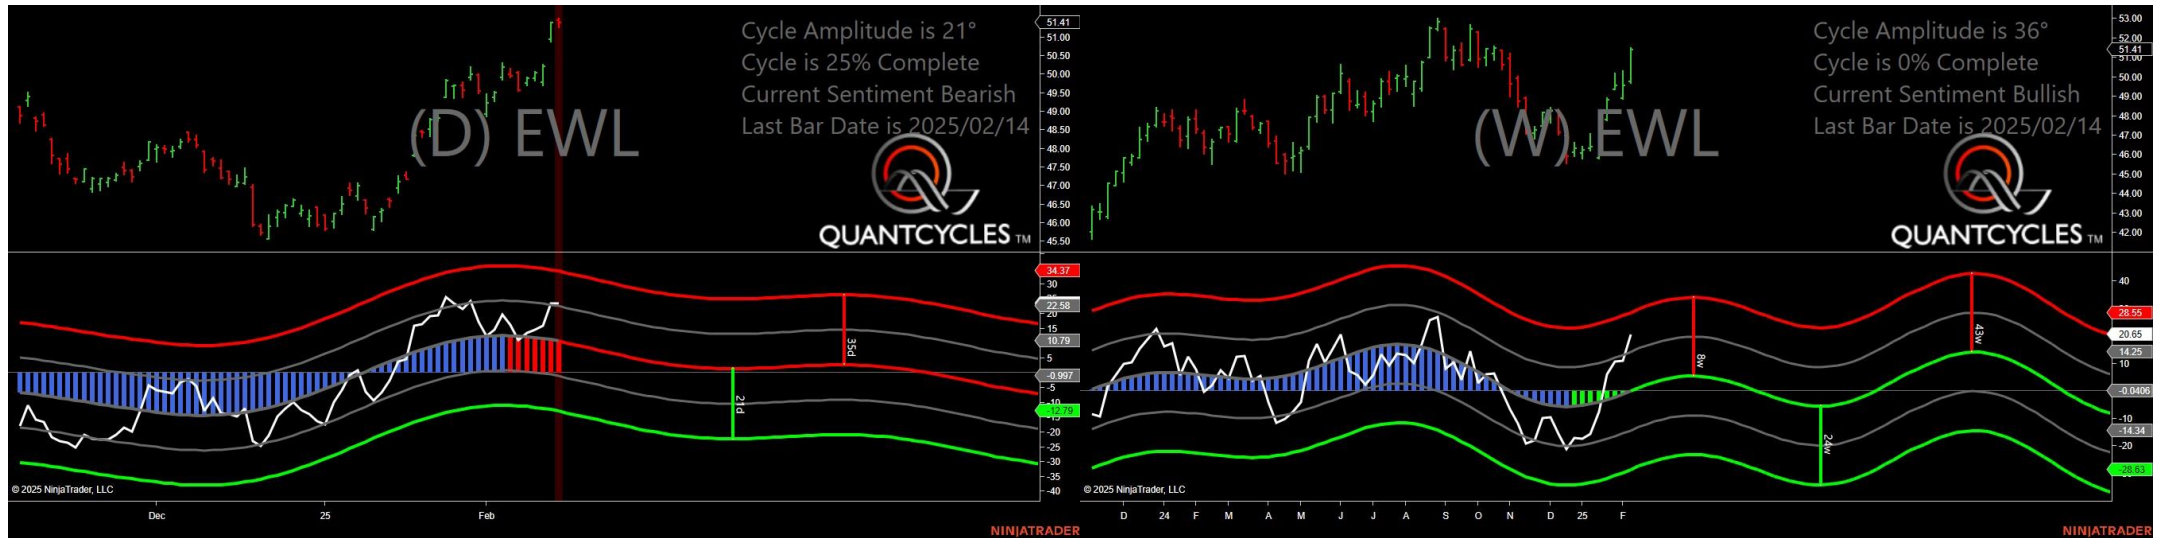 Cycle Amplitude is 21°
Cycle is 25% Complete
Current Sentiment Bearish
Last Bar Date is 2025/02/14
(D) EWL
QUANTCYCLES TM
51.41
51.00
50.50
50.00
49.50
49.00
48.50
48.00
47.50
47.00
46.50
46.00
45.50
34.37
30
22.58
20
15
10.79
5
-0.997
-5
-10
-12.79
-15
-20
-25
-30
-35
-40
35d
21d
© 2025 NinjaTrader, LLC
Dec
25
Feb
NINJATRADER
Cycle Amplitude is 36°
Cycle is 0% Complete
Current Sentiment Bullish
Last Bar Date is 2025/02/14
(W) EWL
QUANTCYCLES TM
53.00
52.00
51.41
51.00
50.00
49.00
48.00
47.00
46.00
45.00
44.00
43.00
42.00
40
28.55
20.65
14.25
10
-0.0406
-10
-14.34
-20
-28.63
8w
24w
43w
© 2025 NinjaTrader, LLC
D
24
F
M
A
M
J
J
A
S
O
N
D
25
F
NINJATRADER